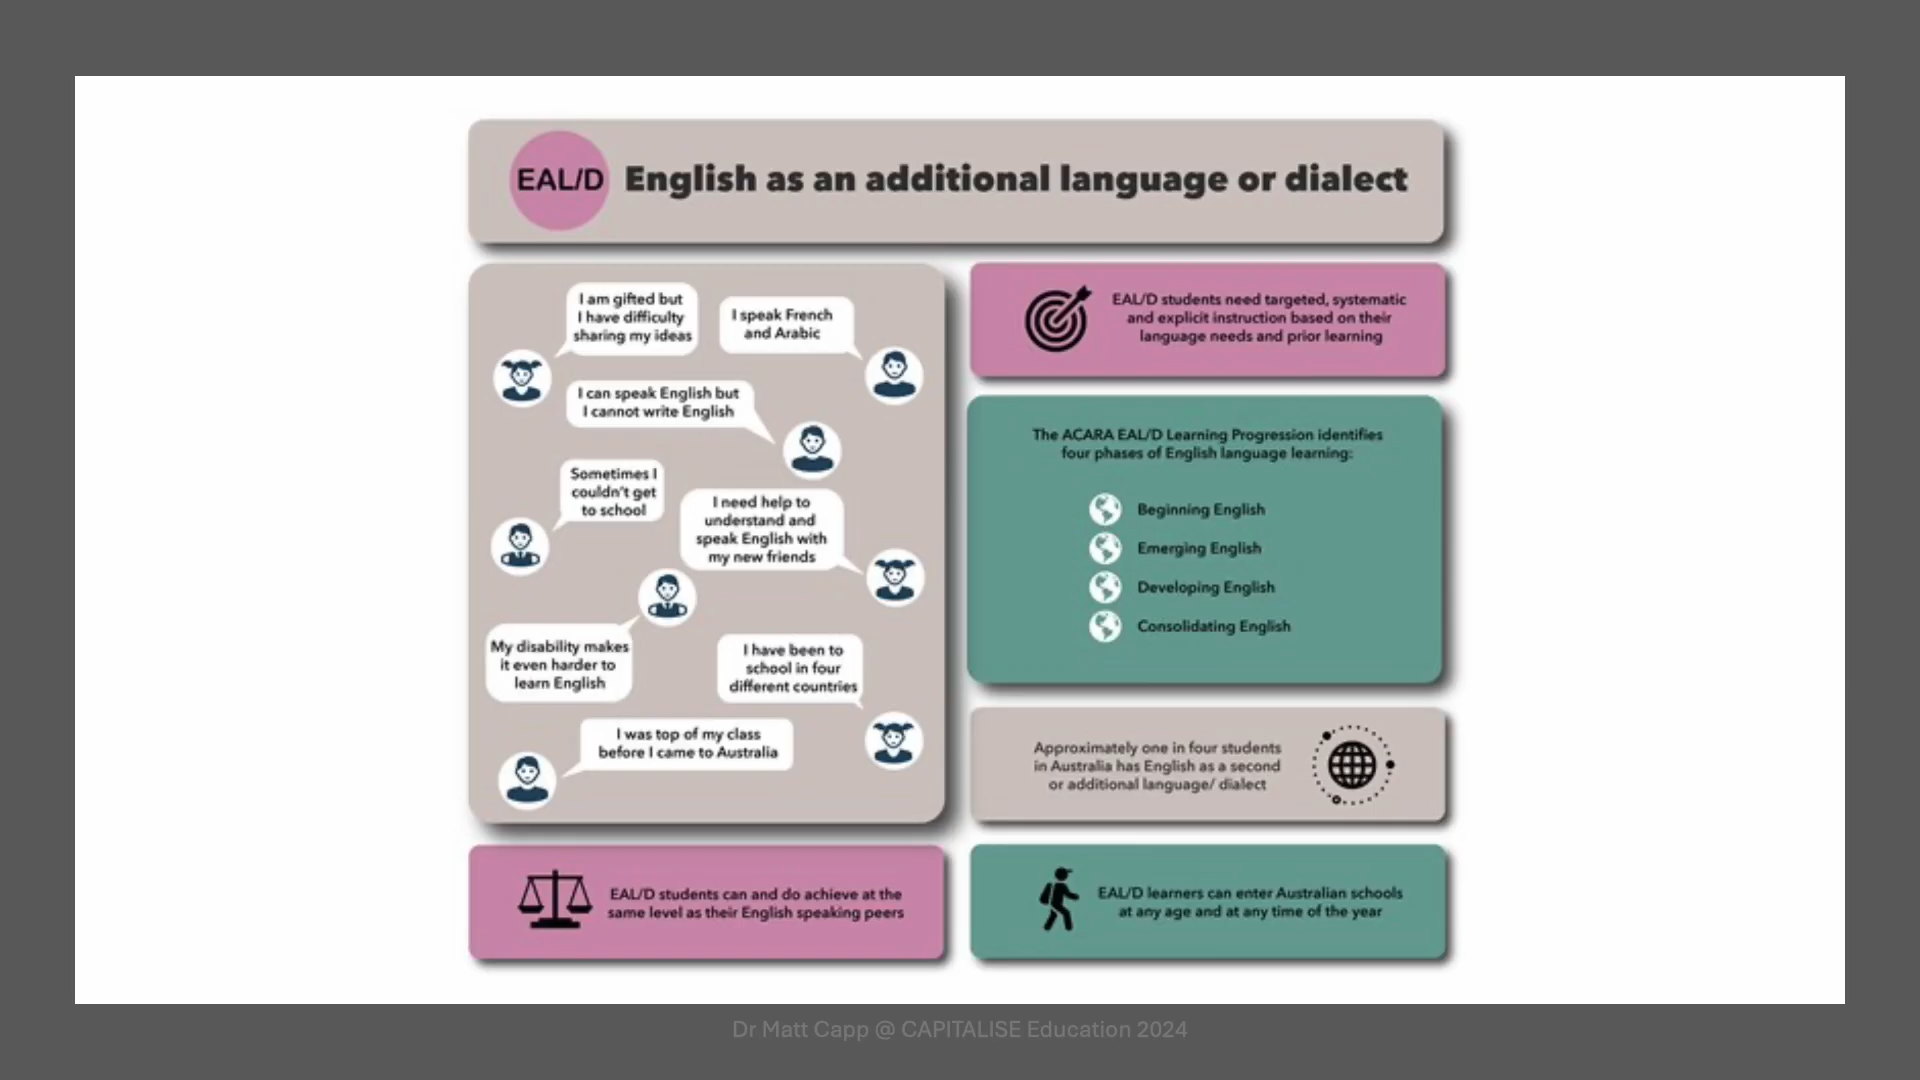 EAL/D English as an additional language or dialect
I am gifted but
I have difficulty
sharing my ideas
I speak French
and Arabic
I can speak English but
I cannot write English
Sometimes I
couldn't get
to school
I need help to
understand and
speak English with
my new friends
My disability makes
it even harder to
learn English
I have been to
school in four
different countries
I was top of my class
before I came to Australia
EAL/D students need targeted, systematic
and explicit instruction based on their
language needs and prior learning
The ACARA EAL/D Learning Progression identifies
four phases of English language learning:
Beginning English
Emerging English
Developing English
Consolidating English
Approximately one in four students
in Australia has English as a second
or additional language/ dialect
EAL/D students can and do achieve at the
same level as their English speaking peers
EAL/D learners can enter Australian schools
at any age and at any time of the year
Dr Matt Capp @ CAPITALISE Education 2024